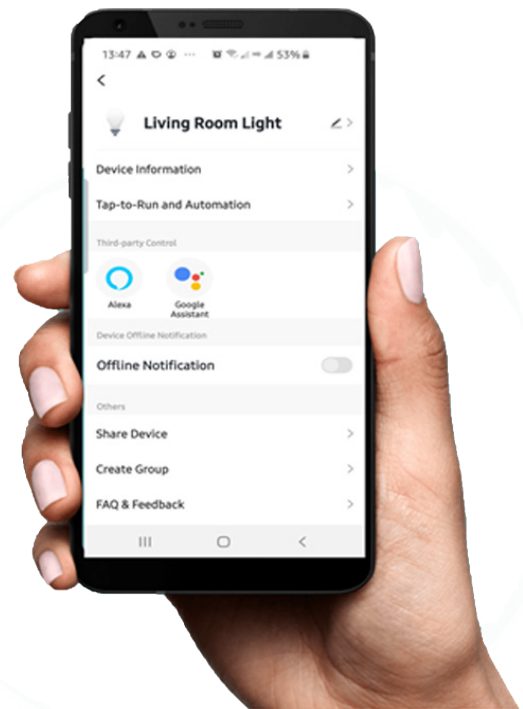 13:47 53%
Living Room Light
Device Information
Tap-to-Run and Automation
Third-party Control
Alexa
Google
Assistant
Device Offline Notification
Offline Notification
Others
Share Device
Create Group
FAQ & Feedback